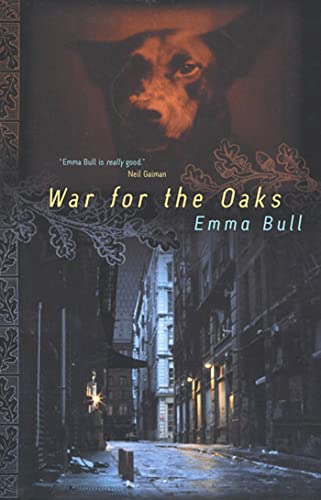 "Emma Bull is really good."
Neil Gaiman
War for the Oaks
Emma Bull